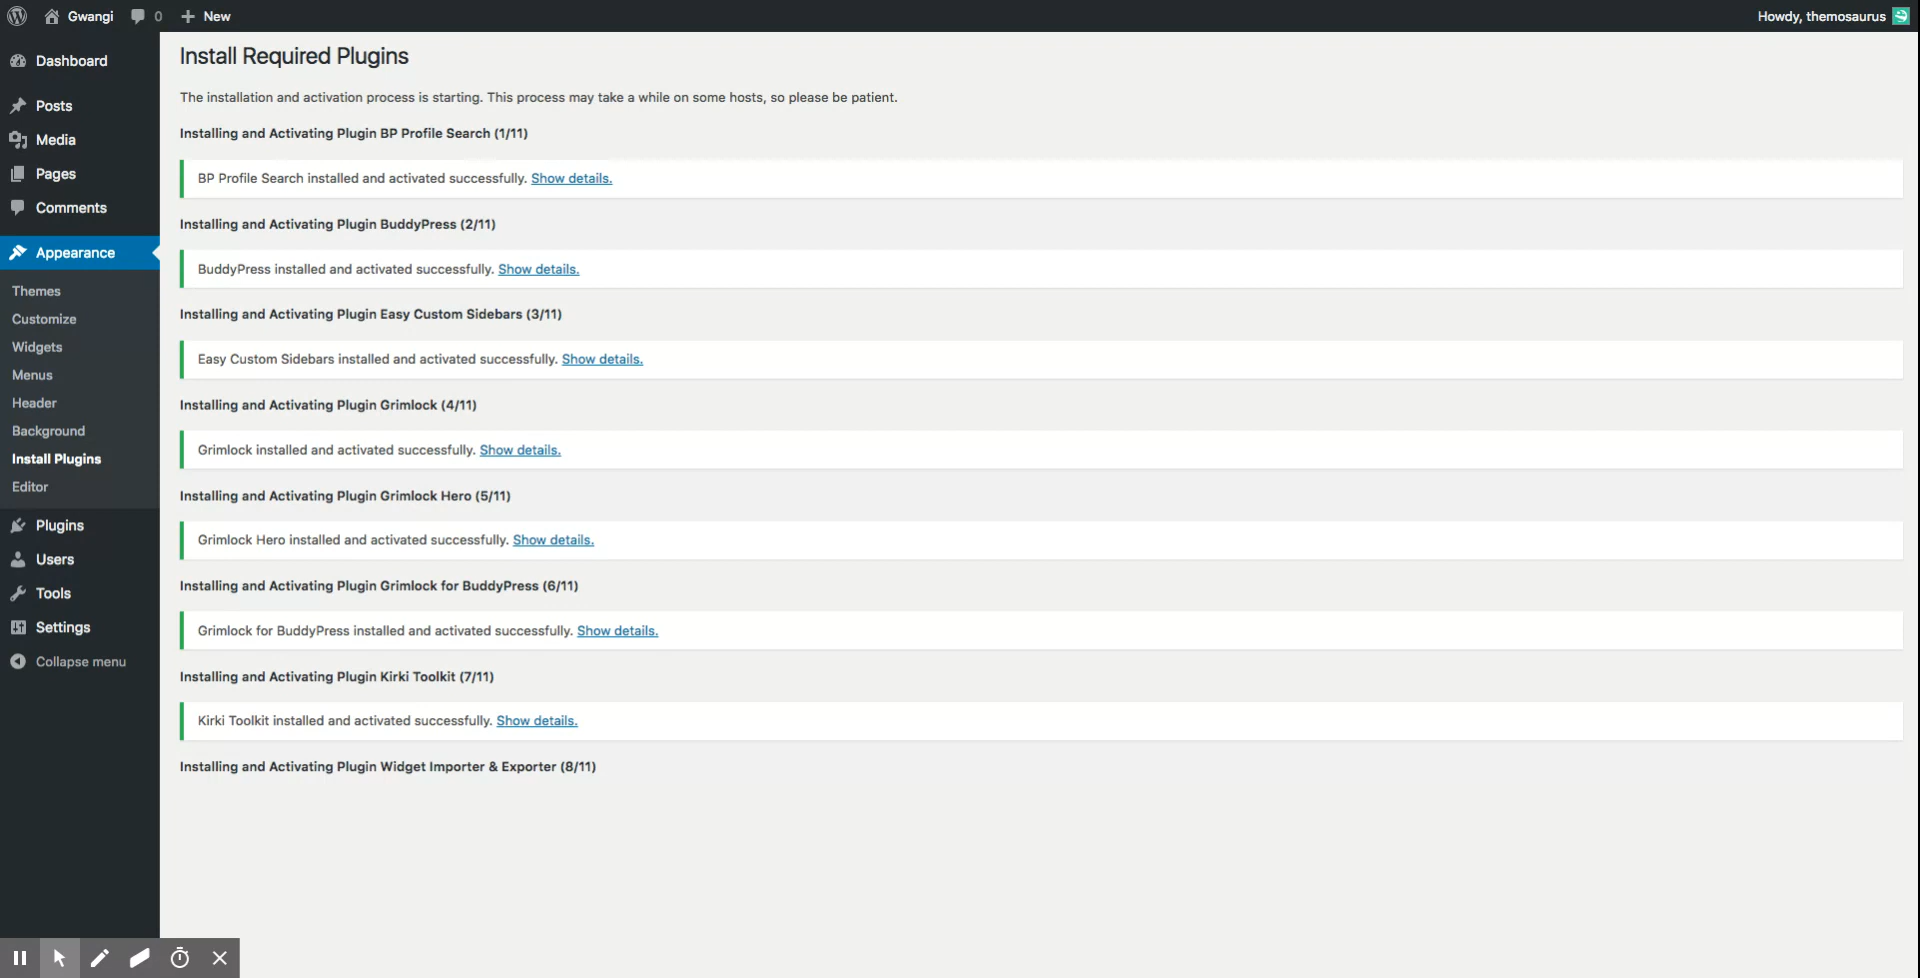 Gwangi
0
New
Howdy, themosaurus
Dashboard
Posts
Media
Pages
Comments
Appearance
Themes
Customize
Widgets
Menus
Header
Background
Install Plugins
Editor
Plugins
Users
Tools
Settings
Collapse menu
Install Required Plugins
The installation and activation process is starting. This process may take a while on some hosts, so please be patient.
Installing and Activating Plugin BP Profile Search (1/11)
BP Profile Search installed and activated successfully. Show details.
Installing and Activating Plugin BuddyPress (2/11)
BuddyPress installed and activated successfully. Show details.
Installing and Activating Plugin Easy Custom Sidebars (3/11)
Easy Custom Sidebars installed and activated successfully. Show details.
Installing and Activating Plugin Grimlock (4/11)
Grimlock installed and activated successfully. Show details.
Installing and Activating Plugin Grimlock Hero (5/11)
Grimlock Hero installed and activated successfully. Show details.
Installing and Activating Plugin Grimlock for BuddyPress (6/11)
Grimlock for BuddyPress installed and activated successfully. Show details.
Installing and Activating Plugin Kirki Toolkit (7/11)
Kirki Toolkit installed and activated successfully. Show details.
Installing and Activating Plugin Widget Importer & Exporter (8/11)